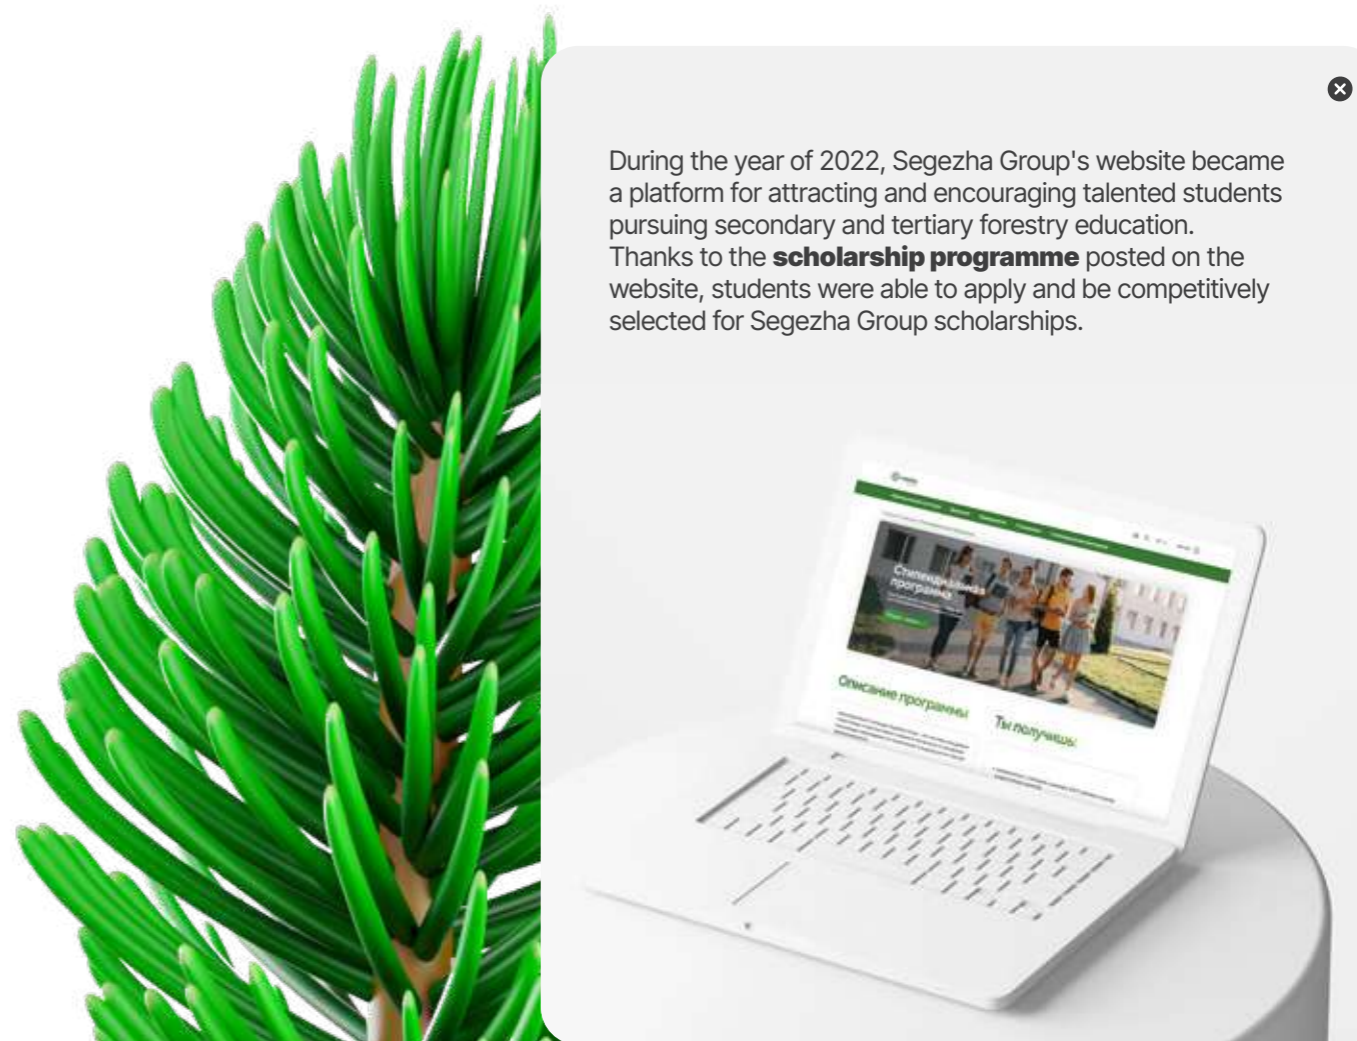 During the year of 2022, Segezha Group's website became
a platform for attracting and encouraging talented students
pursuing secondary and tertiary forestry education.
Thanks to the scholarship programme posted on the
website, students were able to apply and be competitively
selected for Segezha Group scholarships.
Стипендиальная
программа
Описание программы
Ты получишь: